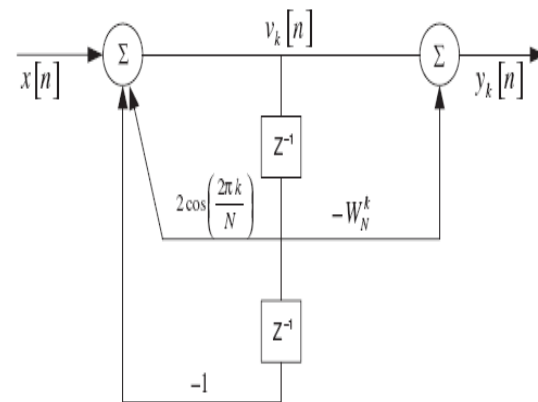 v_k[n]
Σ
Σ
x[n]
y_k[n]
Z⁻¹
2cos(2πk/N)
-W_N^k
Z⁻¹
-1